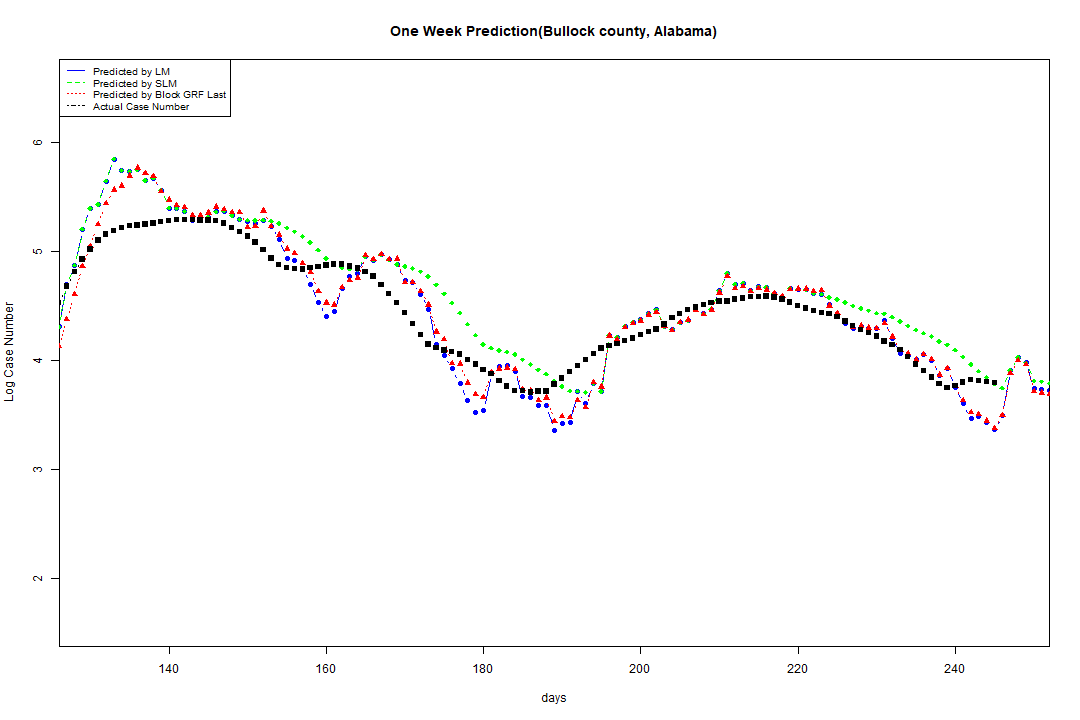 One Week Prediction(Bullock county, Alabama)
Predicted by LM
Predicted by SLM
Predicted by Block GRF Last
Actual Case Number
6
5
4
3
2
Log Case Number
140 160 180 200 220 240
days